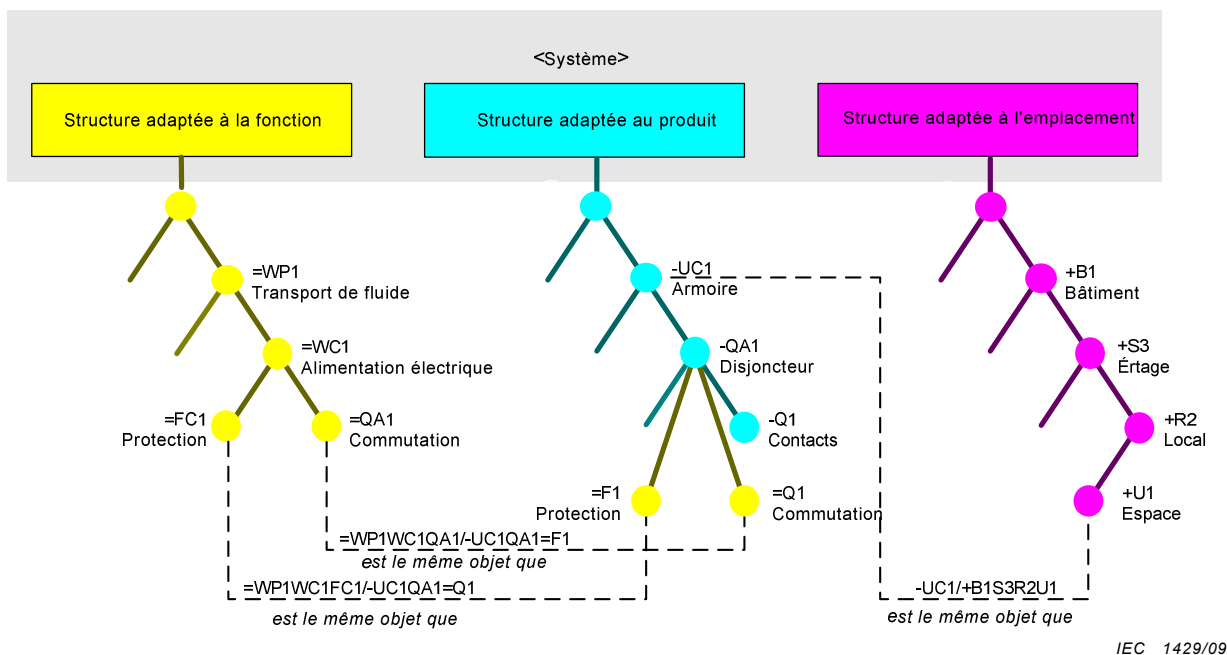 <Système>
Structure adaptée à la fonction
Structure adaptée au produit
Structure adaptée à l'emplacement
=WP1
Transport de fluide
-UC1
Armoire
+B1
Bâtiment
=WC1
Alimentation électrique
-QA1
Disjoncteur
+S3
Értage
=FC1
Protection
=QA1
Commutation
-Q1
Contacts
+R2
Local
=F1
Protection
=Q1
Commutation
+U1
Espace
=WP1WC1QA1/-UC1QA1=F1
est le même objet que
=WP1WC1FC1/-UC1QA1=Q1
est le même objet que
-UC1/+B1S3R2U1
est le même objet que
IEC 1429/09